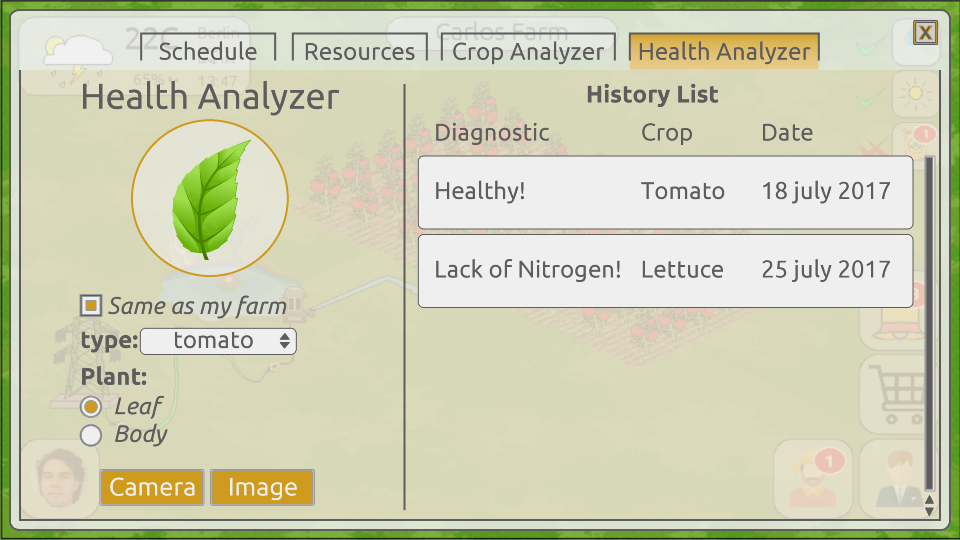 22C
Berlin
Carlos Farm
X
Schedule
Resources
Crop Analyzer
Health Analyzer
65%
12:47
Health Analyzer
Same as my farm
type:
tomato
Plant:
Leaf
Body
Camera
Image
History List
Diagnostic Crop Date
Healthy! Tomato 18 july 2017
Lack of Nitrogen! Lettuce 25 july 2017
1
1